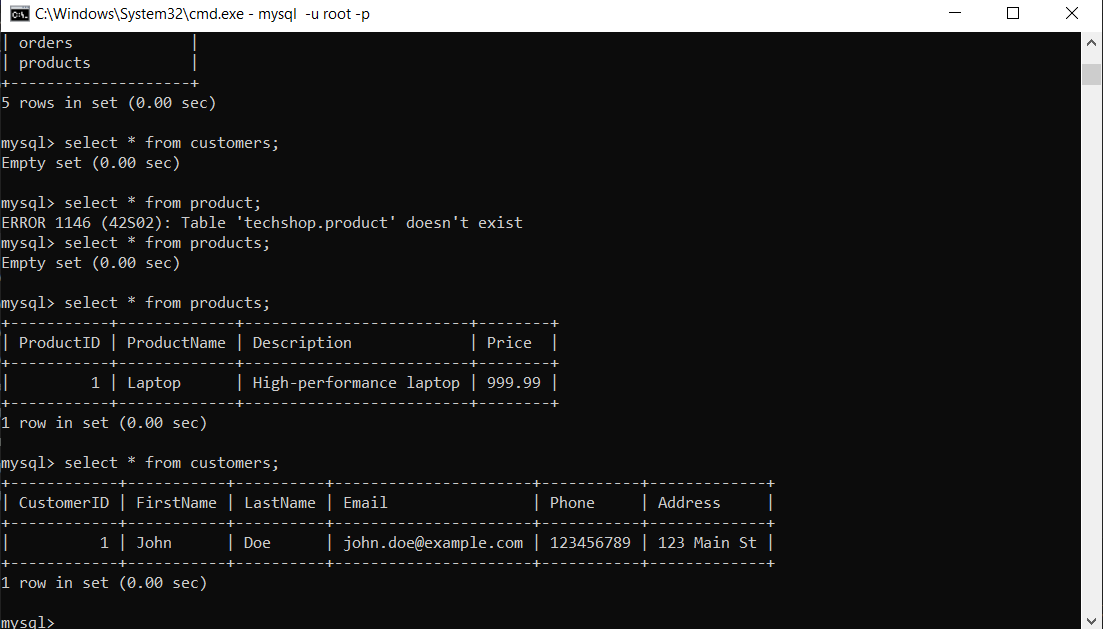 C:\Windows\System32\cmd.exe - mysql  -u root -p
| orders             |
| products           |
+--------------------+
5 rows in set (0.00 sec)
mysql> select * from customers;
Empty set (0.00 sec)
mysql> select * from product;
ERROR 1146 (42S02): Table 'techshop.product' doesn't exist
mysql> select * from products;
Empty set (0.00 sec)
mysql> select * from products;
+-----------+-------------+-------------------------+--------+
| ProductID | ProductName | Description             | Price  |
+-----------+-------------+-------------------------+--------+
|         1 | Laptop      | High-performance laptop | 999.99 |
+-----------+-------------+-------------------------+--------+
1 row in set (0.00 sec)
mysql> select * from customers;
+------------+-----------+----------+----------------------+-----------+-------------+
| CustomerID | FirstName | LastName | Email                | Phone     | Address     |
+------------+-----------+----------+----------------------+-----------+-------------+
|          1 | John      | Doe      | john.doe@example.com | 123456789 | 123 Main St |
+------------+-----------+----------+----------------------+-----------+-------------+
1 row in set (0.00 sec)
mysql>